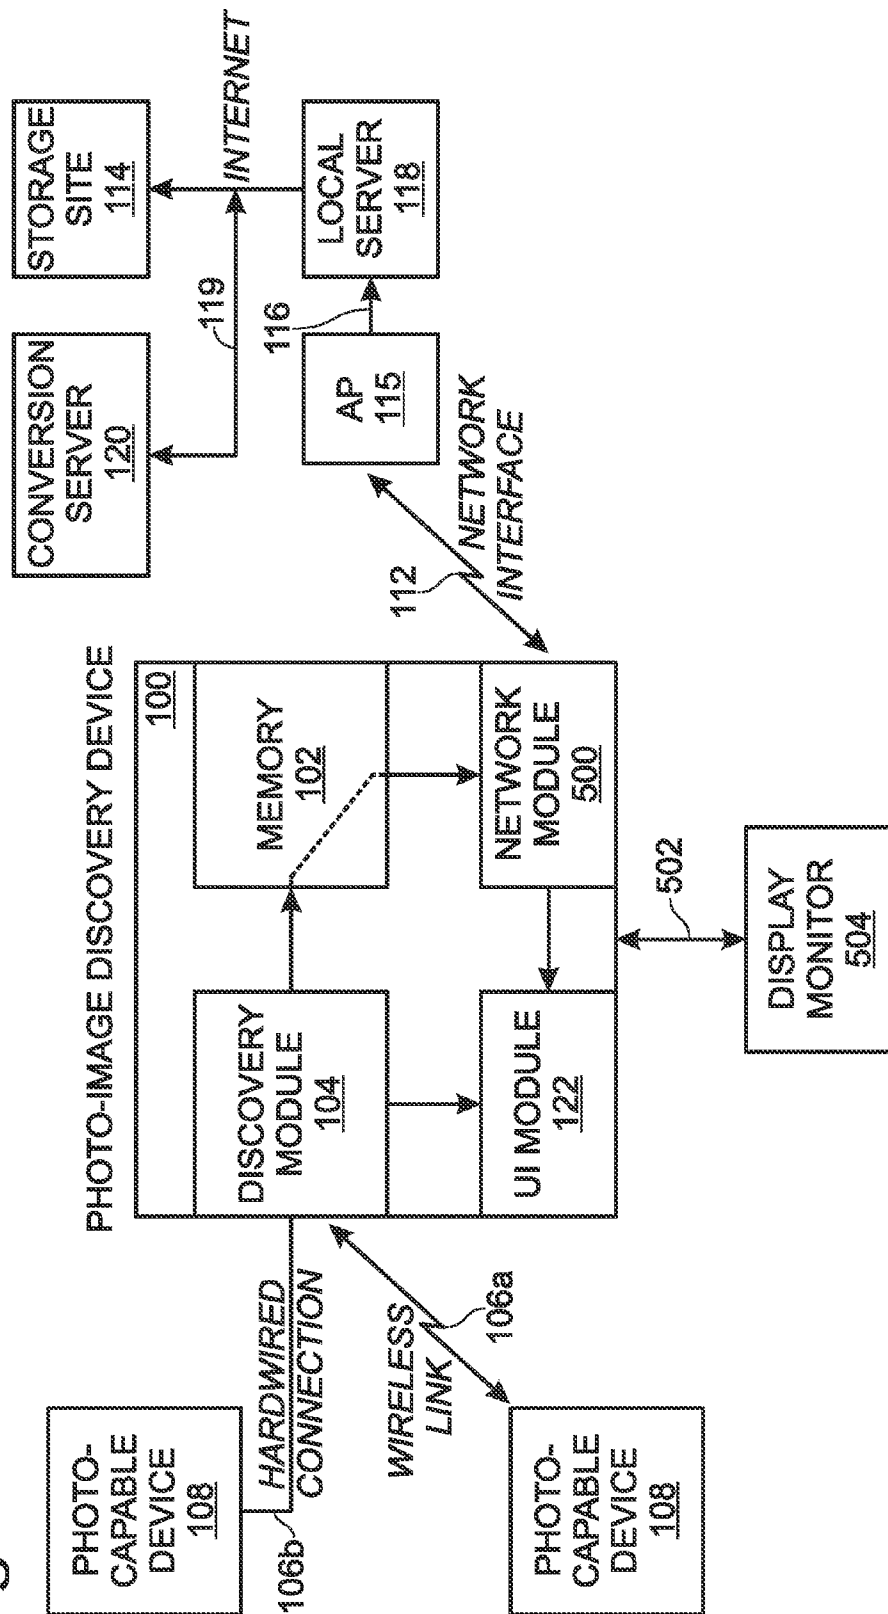 PHOTO-IMAGE DISCOVERY DEVICE
100
PHOTO-
CAPABLE
DEVICE
108
106b
HARDWIRED
CONNECTION
WIRELESS
LINK
106a
PHOTO-
CAPABLE
DEVICE
108
DISCOVERY
MODULE
104
MEMORY
102
UI MODULE
122
NETWORK
MODULE
500
502
DISPLAY
MONITOR
504
112
NETWORK
INTERFACE
CONVERSION
SERVER
120
STORAGE
SITE
114
119
INTERNET
116
AP
115
LOCAL
SERVER
118